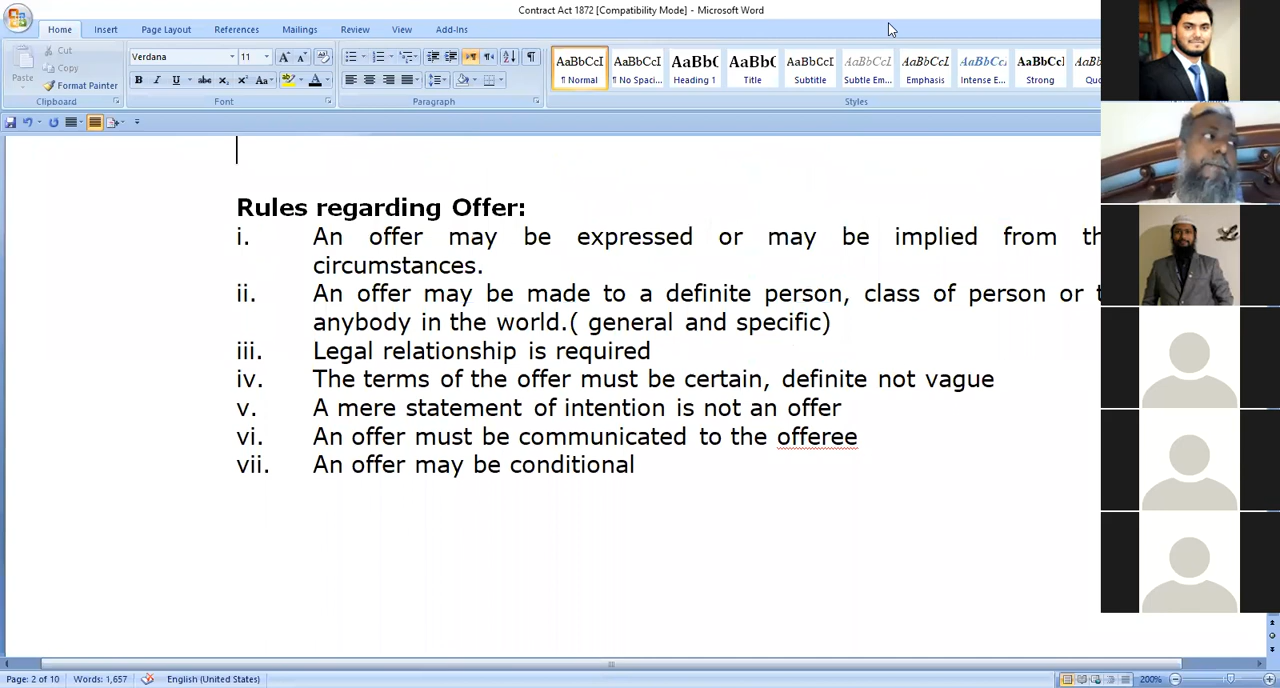 Contract Act 1872 [Compatibility Mode] - Microsoft Word
Home Insert Page Layout References Mailings Review View Add-Ins
Paste
Cut
Copy
Format Painter
Clipboard
Verdana 11
Font
Paragraph
AaBbCcI AaBbCcI AaBbC AaBb( AaBbCcI AaBbCcL AaBbCcL AaBbCcL AaBbCcI
¶ Normal ¶ No Spaci... Heading 1 Title Subtitle Subtle Em... Emphasis Intense E... Strong
Styles
Rules regarding Offer:
i. An offer may be expressed or may be implied from
circumstances.
ii. An offer may be made to a definite person, class of person or
anybody in the world.( general and specific)
iii. Legal relationship is required
iv. The terms of the offer must be certain, definite not vague
v. A mere statement of intention is not an offer
vi. An offer must be communicated to the offeree
vii. An offer may be conditional
Page: 2 of 10 Words: 1,657 English (United States) 200%